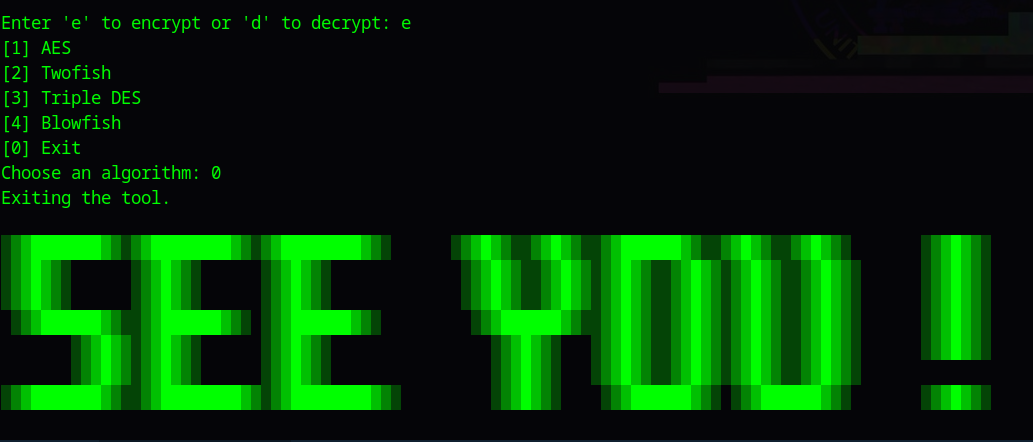 Enter 'e' to encrypt or 'd' to decrypt: e
[1] AES
[2] Twofish
[3] Triple DES
[4] Blowfish
[0] Exit
Choose an algorithm: 0
Exiting the tool.
SEE YOU !